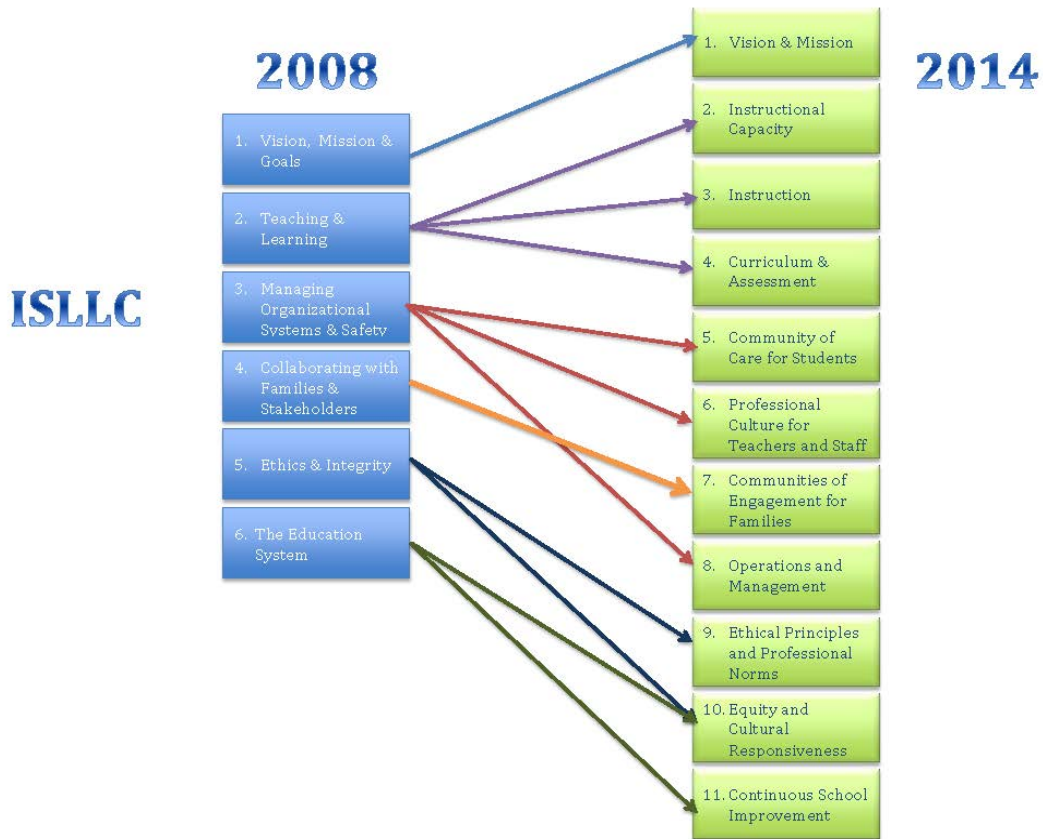 2008
2014
ISLLC
1. Vision, Mission &
Goals
2. Teaching &
Learning
3. Managing
Organizational
Systems & Safety
4. Collaborating with
Families &
Stakeholders
5. Ethics & Integrity
6. The Education
System
1. Vision & Mission
2. Instructional
Capacity
3. Instruction
4. Curriculum &
Assessment
5. Community of
Care for Students
6. Professional
Culture for
Teachers and Staff
7. Communities of
Engagement for
Families
8. Operations and
Management
9. Ethical Principles
and Professional
Norms
10. Equity and
Cultural
Responsiveness
11. Continuous School
Improvement